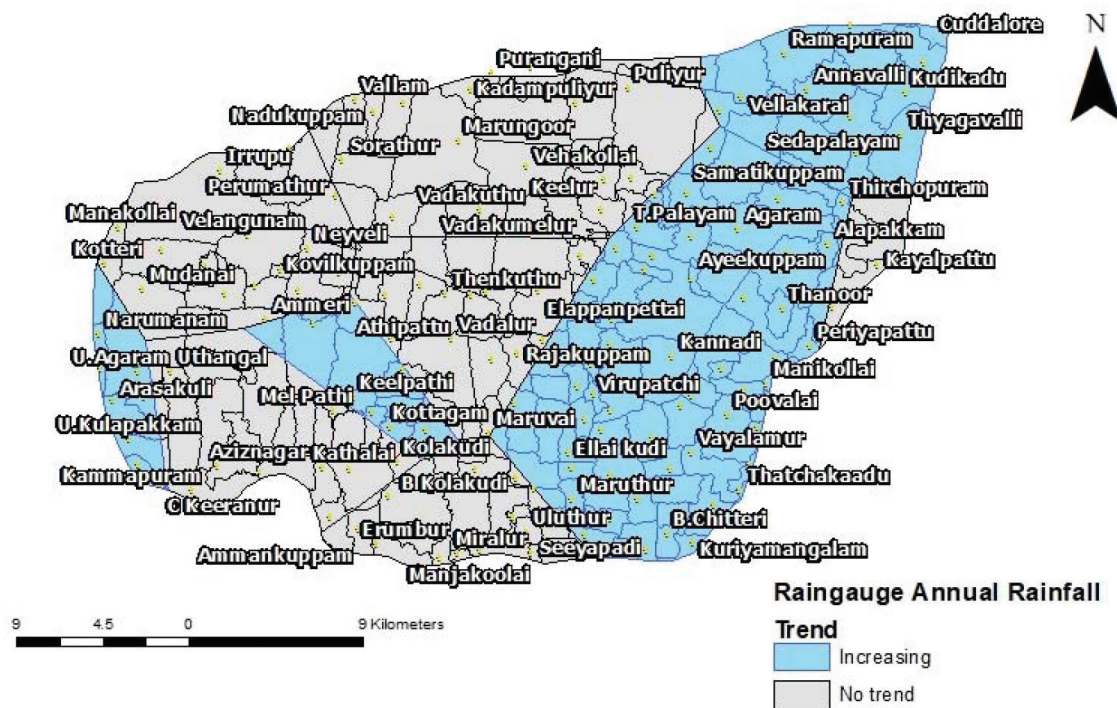 Cuddalore
N
Ramapuram
Purangani
Puliyur
Annavalli
Kudikadu
Vallam
Kadampuliyur
Vellakarai
Nadukuppam
Thyagavalli
Marungoor
Sedapalayam
Sorathur
Irrupu
Vehakollai
Samatikuppam
Perumathur
Keelur
Thirchopuram
Vadakuthu
Manakollai
Velangunam
T.Palayam
Agaram
Vadakumelur
Neyveli
Alapakkam
Kotteri
Kovilkuppam
Ayeekuppam
Kayalpattu
Mudanai
Thenkuthu
Thanoor
Ammeri
Elappanpettai
Narumanam
Athipattu
Vadalur
Periyapattu
Kannadi
U.Agaram
Uthangal
Rajakuppam
Manikollai
Arasakuli
Keelpathi
Virupatchi
Mel Pathi
Poovalai
Kottagam
Maruvai
U.Kulapakkam
Vayalamur
Kolakudi
Ellai kudi
Aziznagar
Kathalai
Kammapuram
Thatchakaadu
B Kolakudi
Maruthur
C Keeranur
Uluthur
B.Chitteri
Erumbur
Miralur
Seeyapadi
Kuriyamangalam
Ammankuppam
Manjakoolai
Raingauge Annual Rainfall
Trend
Increasing
No trend
9 4.5 0 9 Kilometers